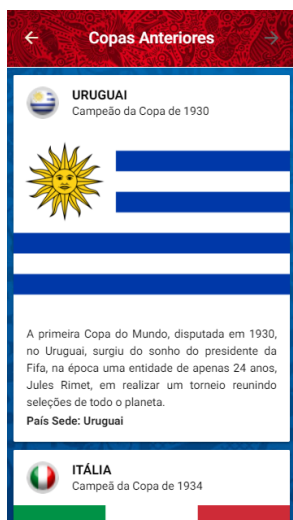 Copas Anteriores
URUGUAI
Campeão da Copa de 1930
A primeira Copa do Mundo, disputada em 1930,
no Uruguai, surgiu do sonho do presidente da
Fifa, na época uma entidade de apenas 24 anos,
Jules Rimet, em realizar um torneio reunindo
seleções de todo o planeta.
País Sede: Uruguai
ITÁLIA
Campeã da Copa de 1934